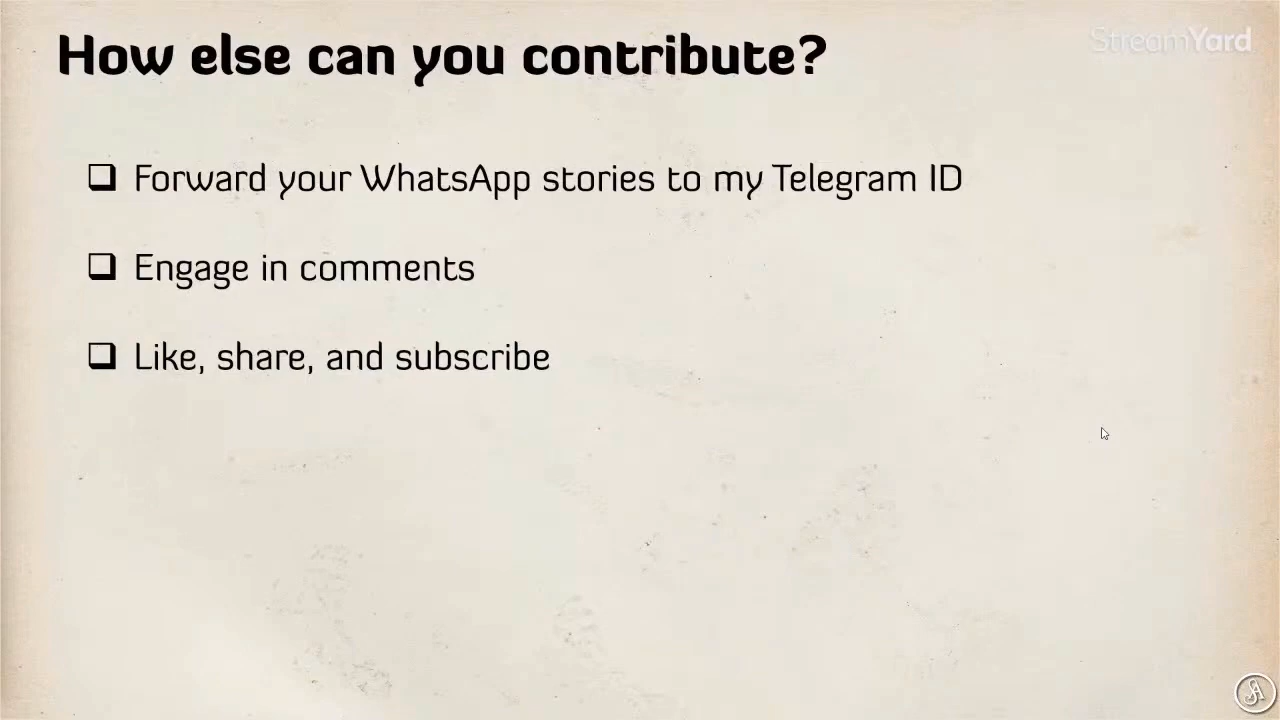 How else can you contribute?
StreamYard
Forward your WhatsApp stories to my Telegram ID
Engage in comments
Like, share, and subscribe